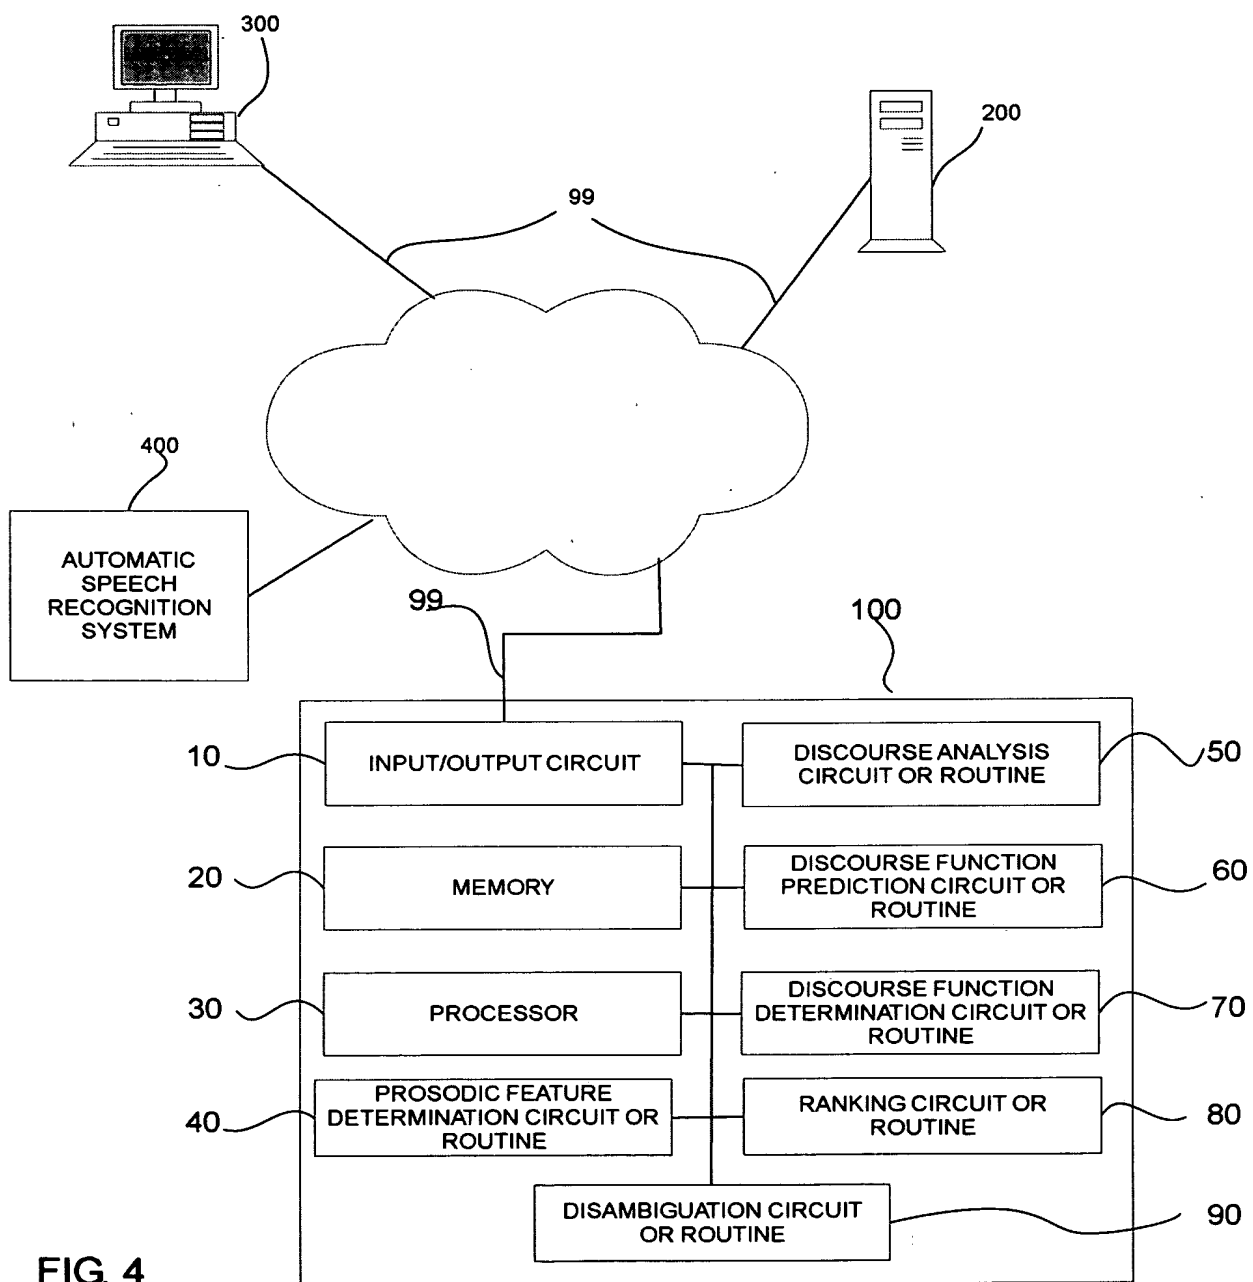 300
200
99
400
AUTOMATIC
SPEECH
RECOGNITION
SYSTEM
99
100
10
INPUT/OUTPUT CIRCUIT
DISCOURSE ANALYSIS
CIRCUIT OR ROUTINE
50
20
MEMORY
DISCOURSE FUNCTION
PREDICTION CIRCUIT OR
ROUTINE
60
30
PROCESSOR
DISCOURSE FUNCTION
DETERMINATION CIRCUIT OR
ROUTINE
70
40
PROSODIC FEATURE
DETERMINATION CIRCUIT OR
ROUTINE
RANKING CIRCUIT OR
ROUTINE
80
DISAMBIGUATION CIRCUIT
OR ROUTINE
90
FIG. 4